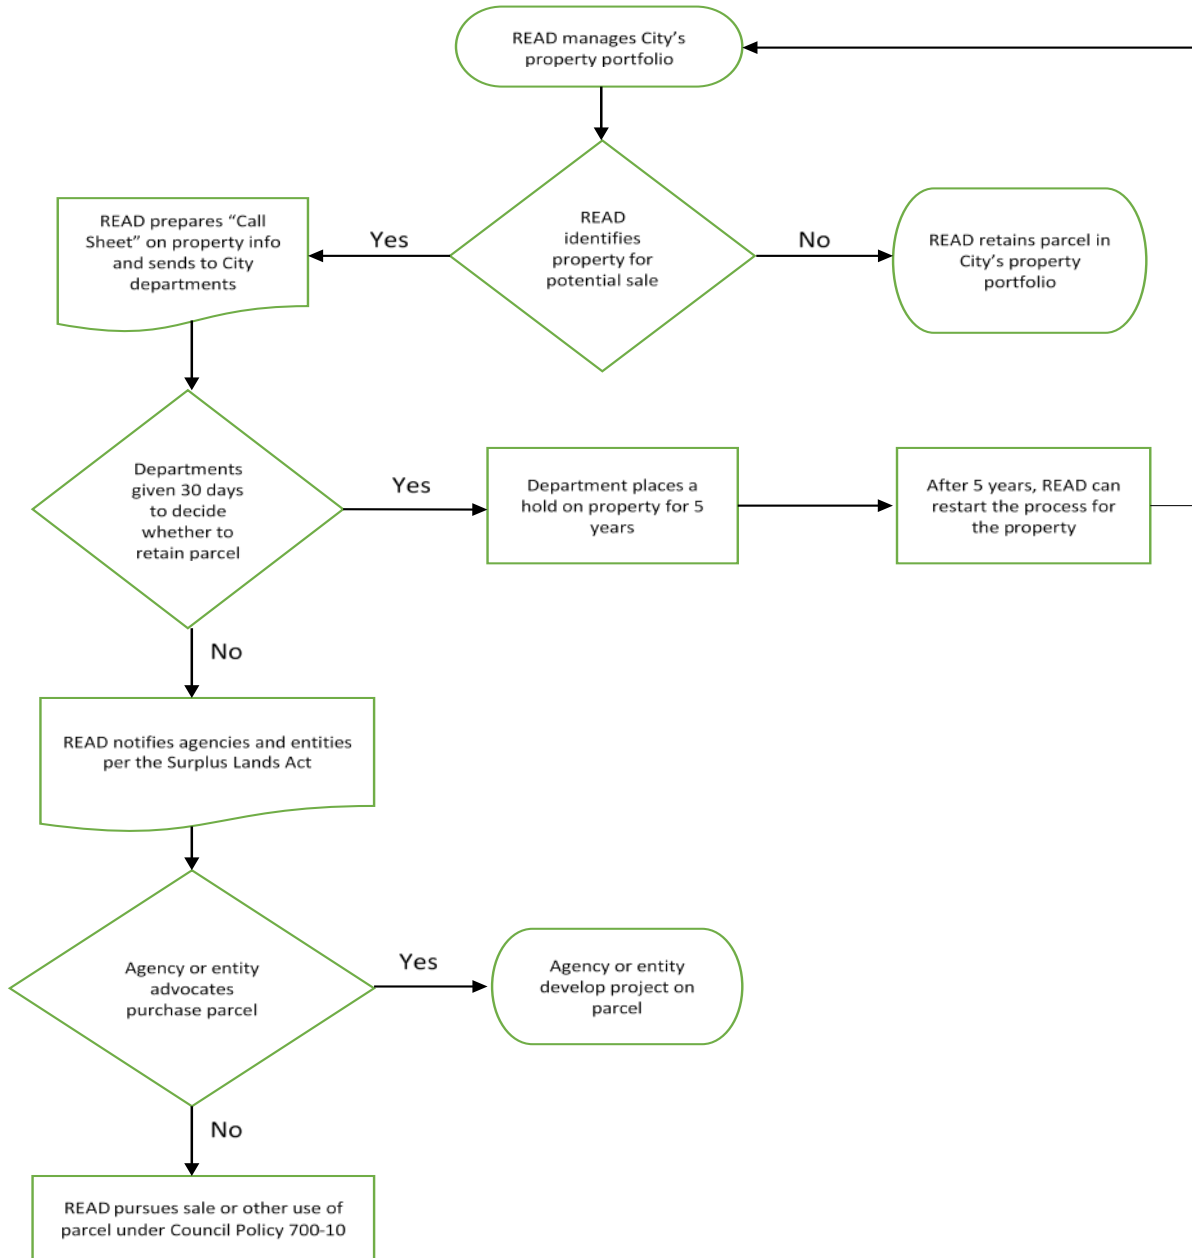 READ manages City’s
property portfolio
READ
identifies
property for
potential sale
Yes
No
READ prepares “Call
Sheet” on property info
and sends to City
departments
READ retains parcel in
City’s property
portfolio
Departments
given 30 days
to decide
whether to
retain parcel
Yes
Department places a
hold on property for 5
years
After 5 years, READ can
restart the process for
the property
No
READ notifies agencies and entities
per the Surplus Lands Act
Agency or entity
advocates
purchase parcel
Yes
Agency or entity
develop project on
parcel
No
READ pursues sale or other use of
parcel under Council Policy 700-10